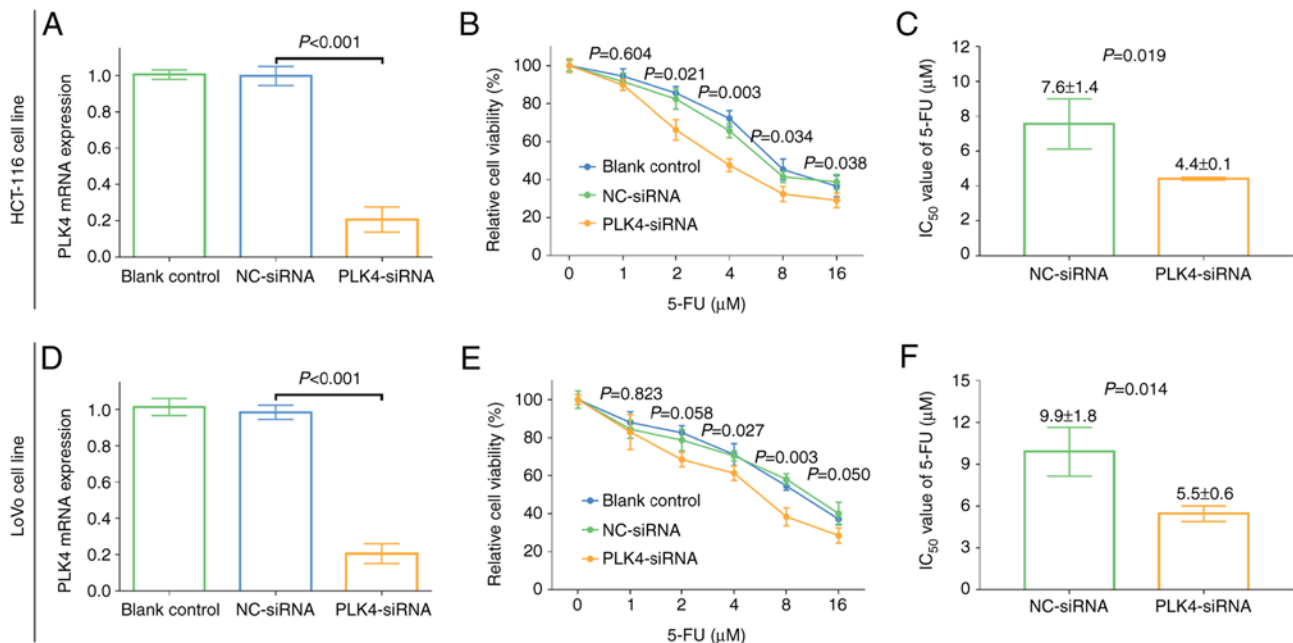 HCT-116 cell line
A
PLK4 mRNA expression
1.0
0.8
0.6
0.4
0.2
0.0
P<0.001
Blank control NC-siRNA PLK4-siRNA
B
Relative cell viability (%)
100
80
60
40
20
0
P=0.604
P=0.021
P=0.003
P=0.034
P=0.038
Blank control
NC-siRNA
PLK4-siRNA
0 1 2 4 8 16
5-FU (μM)
C
IC50 value of 5-FU (μM)
12
10
8
6
4
2
0
P=0.019
7.6±1.4
4.4±0.1
NC-siRNA PLK4-siRNA
LoVo cell line
D
PLK4 mRNA expression
1.0
0.8
0.6
0.4
0.2
0.0
P<0.001
Blank control NC-siRNA PLK4-siRNA
E
Relative cell viability (%)
100
80
60
40
20
0
P=0.823
P=0.058
P=0.027
P=0.003
P=0.050
Blank control
NC-siRNA
PLK4-siRNA
0 1 2 4 8 16
5-FU (μM)
F
IC50 value of 5-FU (μM)
15
12
9
6
3
0
P=0.014
9.9±1.8
5.5±0.6
NC-siRNA PLK4-siRNA